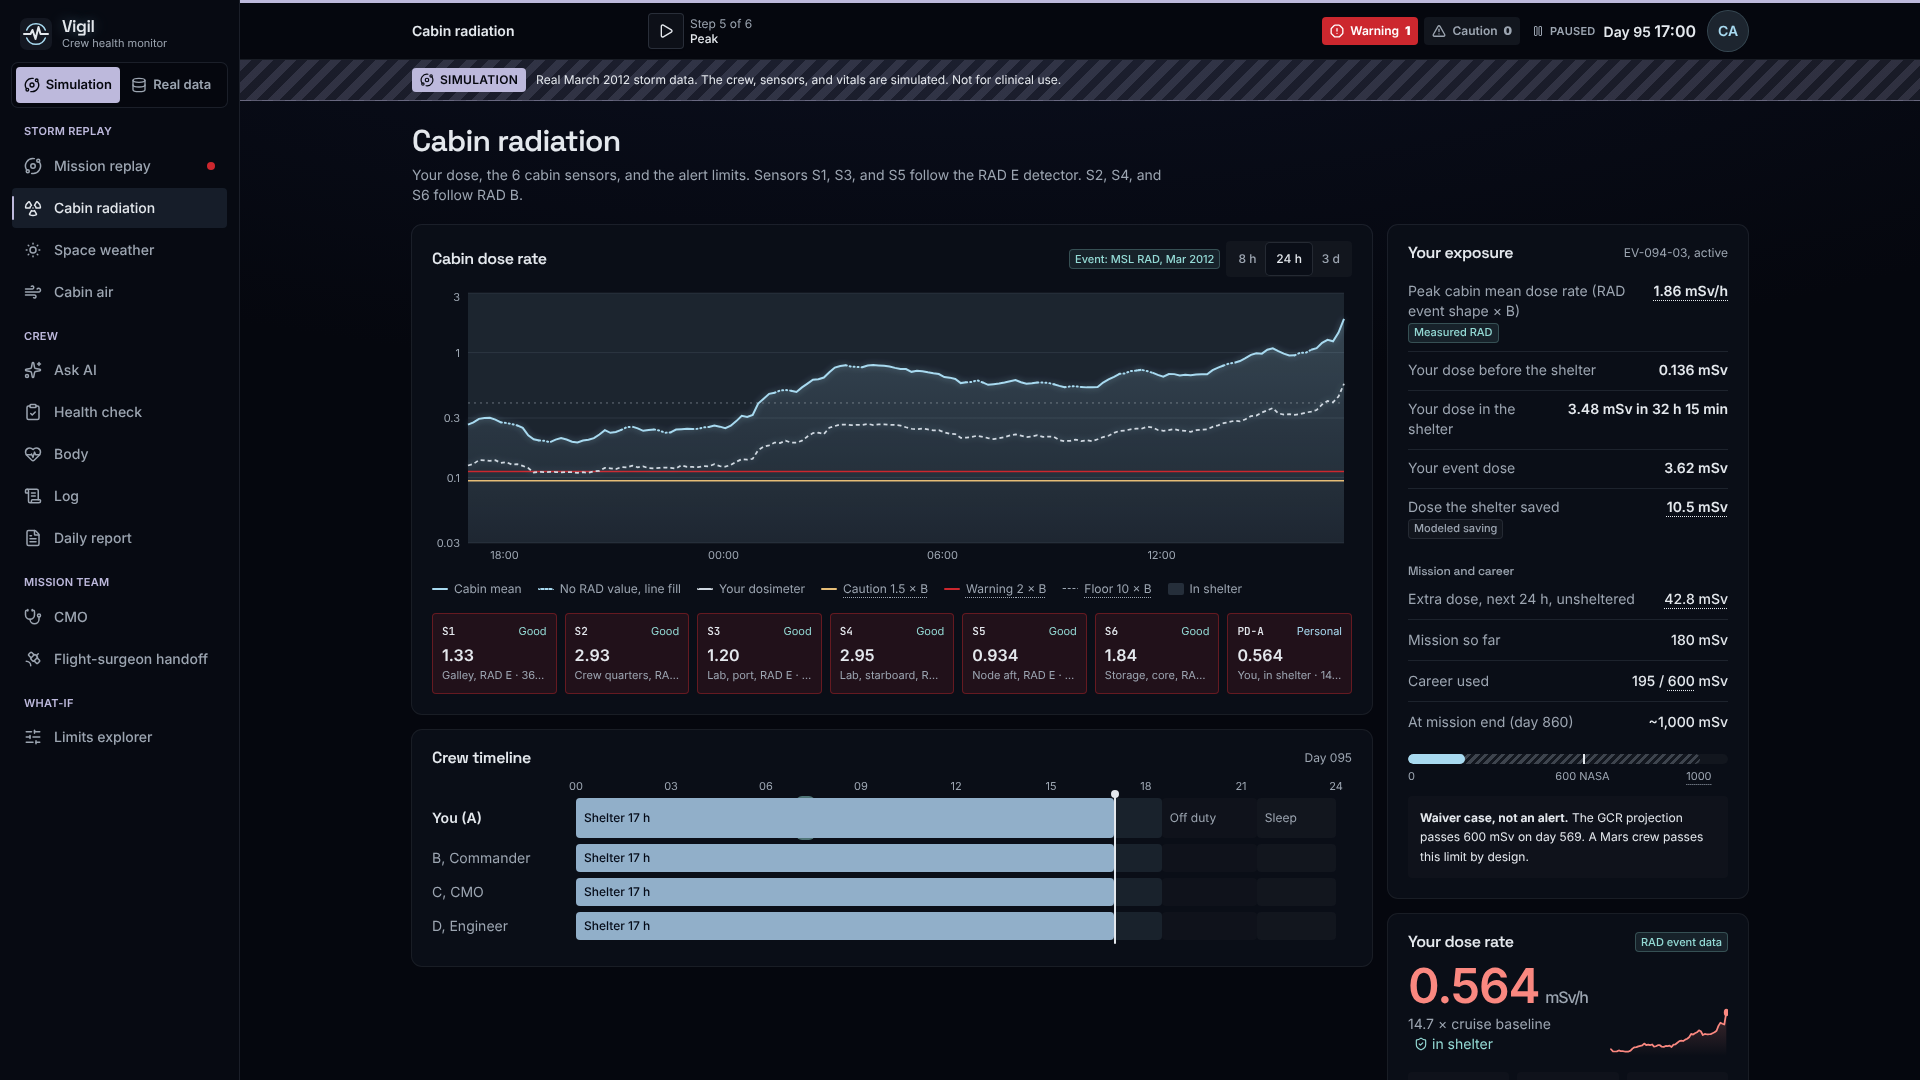 Vigil
Crew health monitor
Simulation
Real data
STORM REPLAY
Mission replay
Cabin radiation
Space weather
Cabin air
CREW
Ask AI
Health check
Body
Log
Daily report
MISSION TEAM
CMO
Flight-surgeon handoff
WHAT-IF
Limits explorer
Cabin radiation
Step 5 of 6
Peak
Warning 1
Caution 0
PAUSED
Day 95 17:00
CA
SIMULATION
Real March 2012 storm data. The crew, sensors, and vitals are simulated. Not for clinical use.
Cabin radiation
Your dose, the 6 cabin sensors, and the alert limits. Sensors S1, S3, and S5 follow the RAD E detector. S2, S4, and
S6 follow RAD B.
Cabin dose rate
Event: MSL RAD, Mar 2012
8 h
24 h
3 d
3
1
0.3
0.1
0.03
18:00
00:00
06:00
12:00
Cabin mean
No RAD value, line fill
Your dosimeter
Caution 1.5 × B
Warning 2 × B
Floor 10 × B
In shelter
S1 Good
1.33
Galley, RAD E · 36...
S2 Good
2.93
Crew quarters, RA...
S3 Good
1.20
Lab, port, RAD E · ...
S4 Good
2.95
Lab, starboard, R...
S5 Good
0.934
Node aft, RAD E · ...
S6 Good
1.84
Storage, core, RA...
PD-A Personal
0.564
You, in shelter · 14...
Crew timeline
Day 095
00 03 06 09 12 15 18 21 24
You (A)
Shelter 17 h
Off duty
Sleep
B, Commander
Shelter 17 h
C, CMO
Shelter 17 h
D, Engineer
Shelter 17 h
Your exposure
EV-094-03, active
Peak cabin mean dose rate (RAD
event shape × B)
1.86 mSv/h
Measured RAD
Your dose before the shelter
0.136 mSv
Your dose in the
shelter
3.48 mSv in 32 h 15 min
Your event dose
3.62 mSv
Dose the shelter saved
10.5 mSv
Modeled saving
Mission and career
Extra dose, next 24 h, unsheltered
42.8 mSv
Mission so far
180 mSv
Career used
195 / 600 mSv
At mission end (day 860)
~1,000 mSv
0
600 NASA
1000
Waiver case, not an alert. The GCR projection
passes 600 mSv on day 569. A Mars crew passes
this limit by design.
Your dose rate
RAD event data
0.564 mSv/h
14.7 × cruise baseline
in shelter